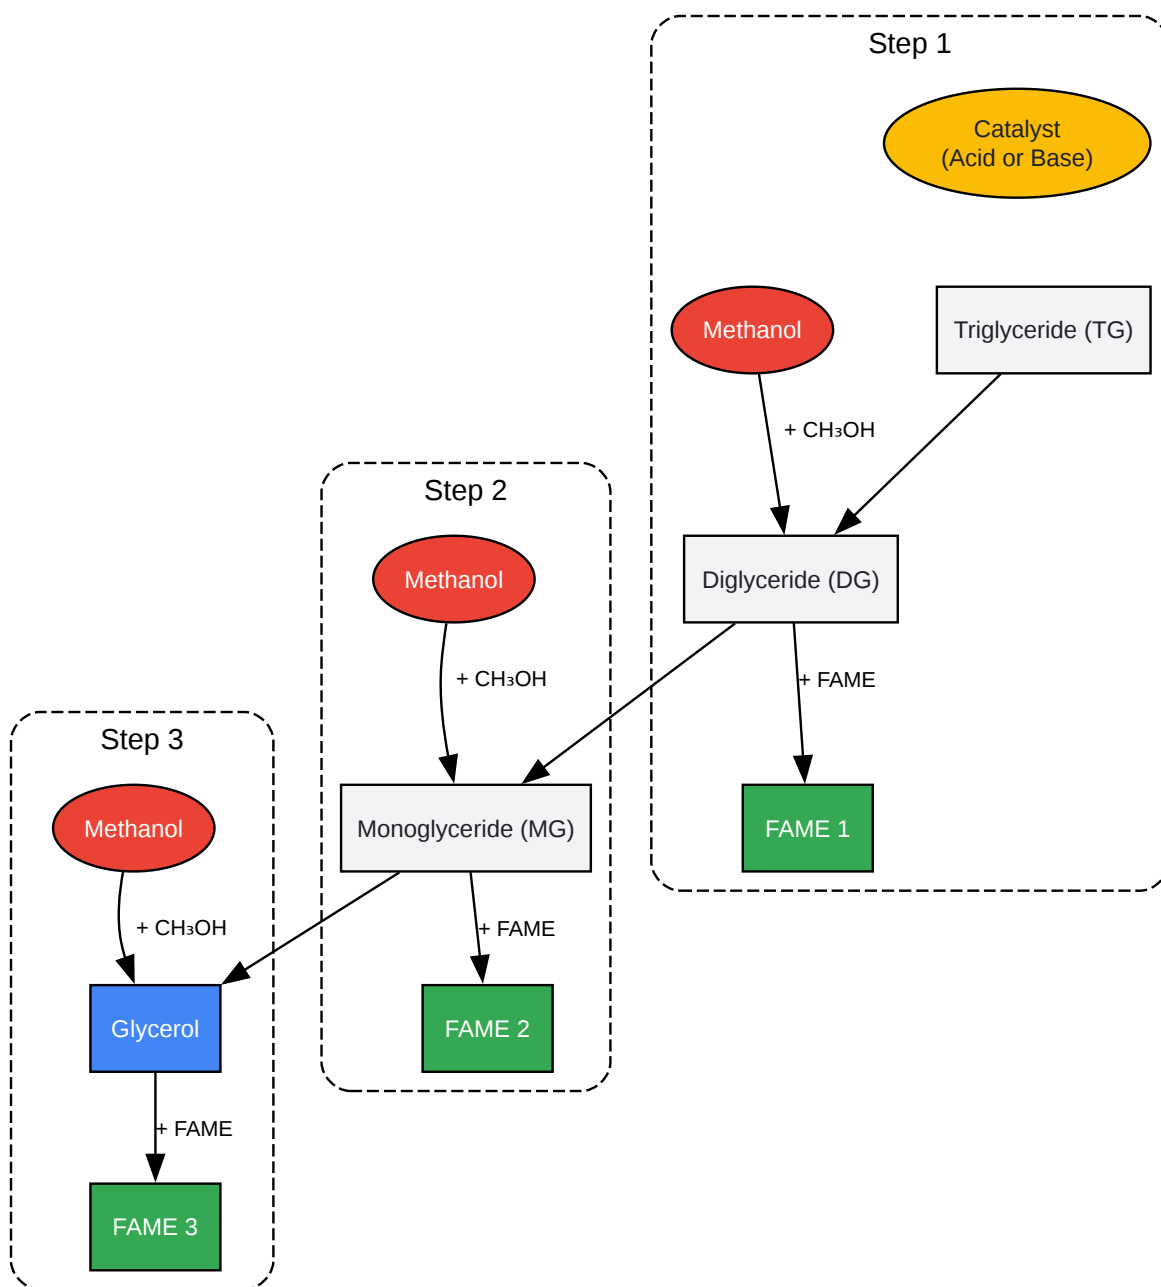 Step 1
Catalyst
(Acid or Base)
Methanol
Triglyceride (TG)
+ CH₃OH
Diglyceride (DG)
+ FAME
FAME 1
Step 2
Methanol
+ CH₃OH
Monoglyceride (MG)
+ FAME
FAME 2
Step 3
Methanol
+ CH₃OH
Glycerol
+ FAME
FAME 3